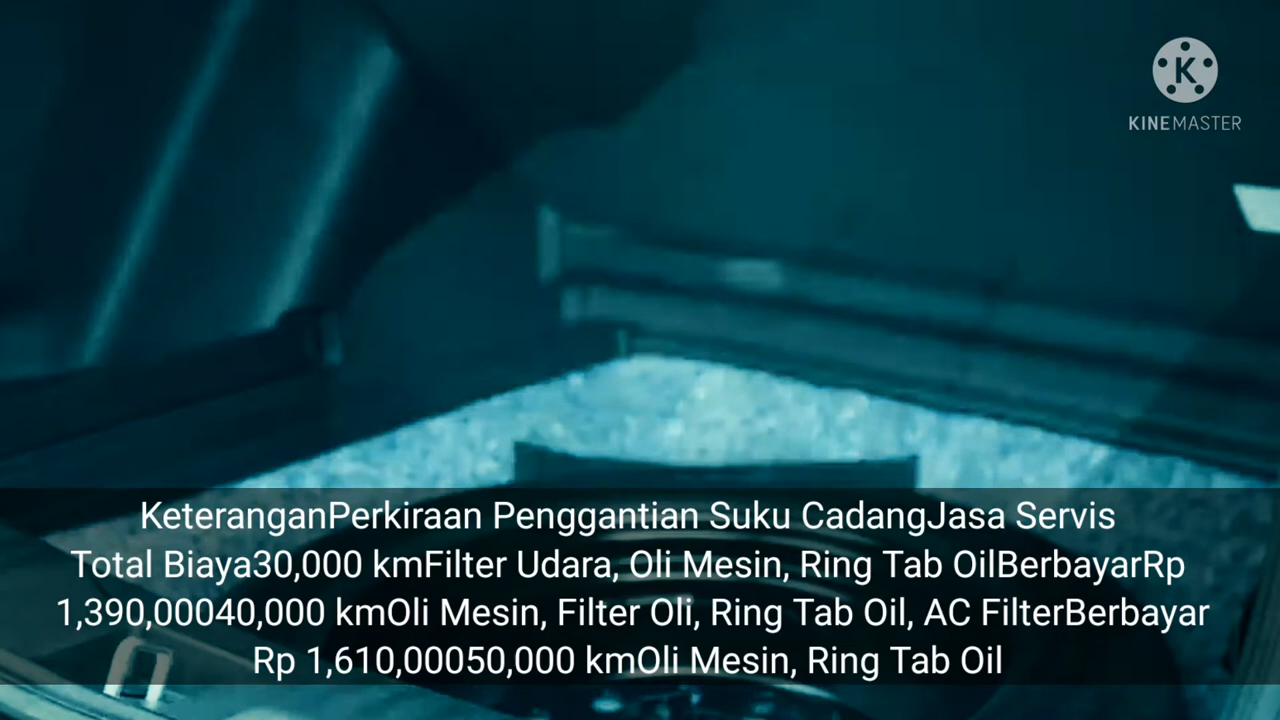 K
KINEMASTER
KeteranganPerkiraan Penggantian Suku CadangJasa Servis
Total Biaya30,000 kmFilter Udara, Oli Mesin, Ring Tab OilBerbayarRp
1,390,00040,000 kmOli Mesin, Filter Oli, Ring Tab Oil, AC FilterBerbayar
Rp 1,610,00050,000 kmOli Mesin, Ring Tab Oil